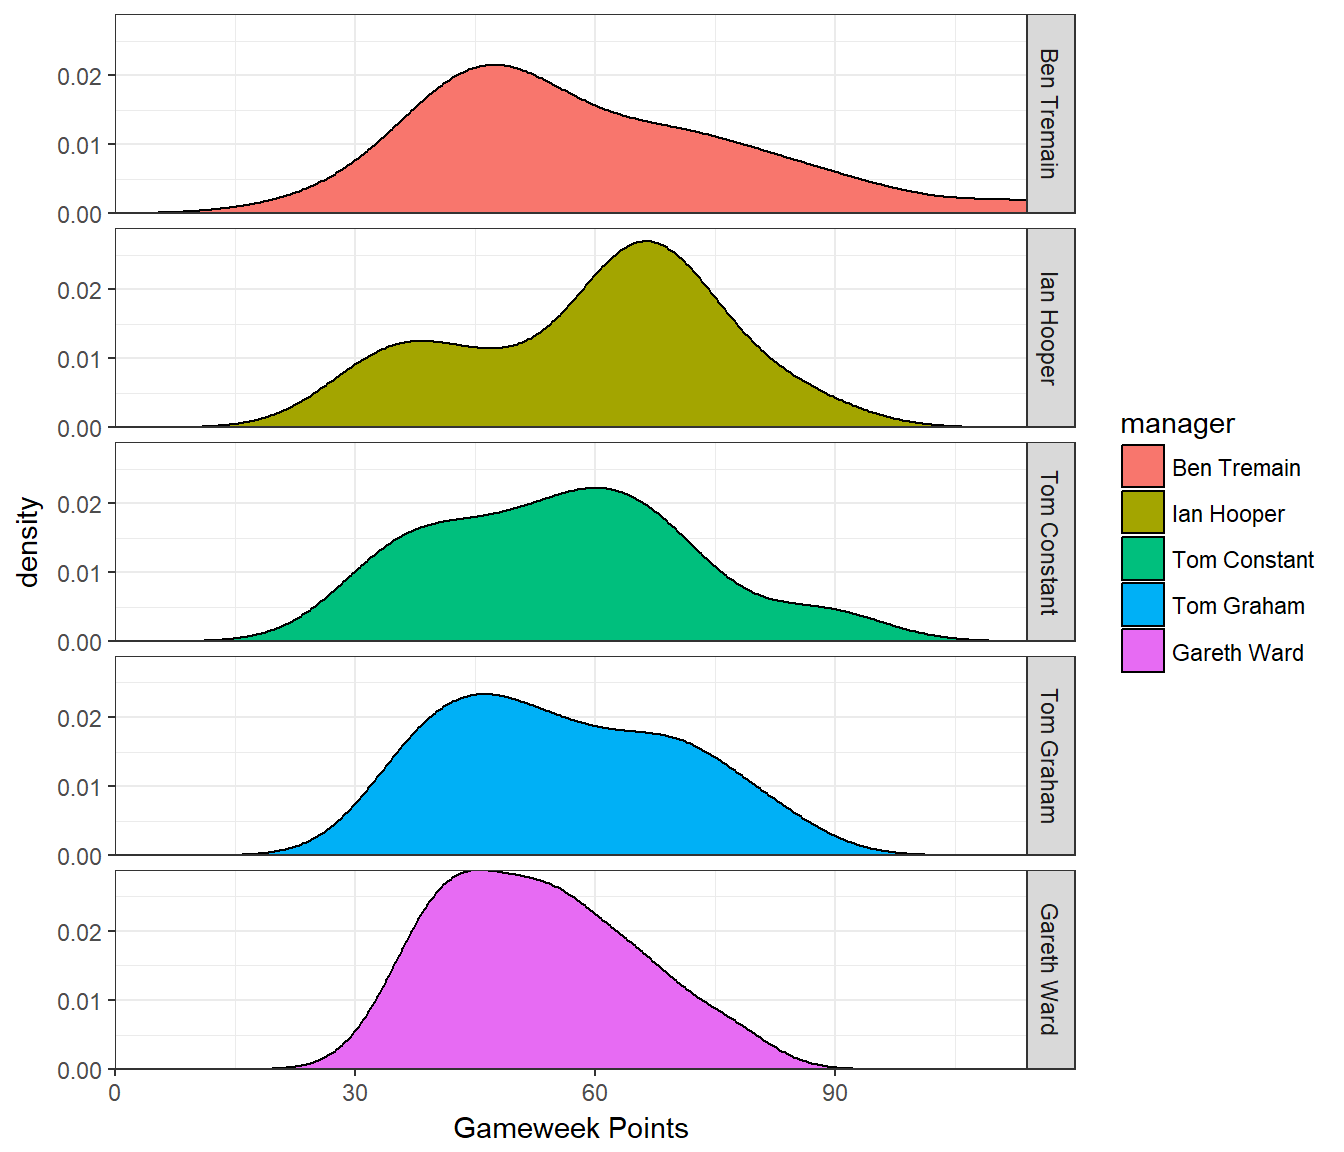 0.02
0.01
0.00
Ben Tremain
0.02
0.01
0.00
Ian Hooper
0.02
0.01
0.00
Tom Constant
0.02
0.01
0.00
Tom Graham
0.02
0.01
0.00
Gareth Ward
0 30 60 90
Gameweek Points
density
manager
Ben Tremain
Ian Hooper
Tom Constant
Tom Graham
Gareth Ward